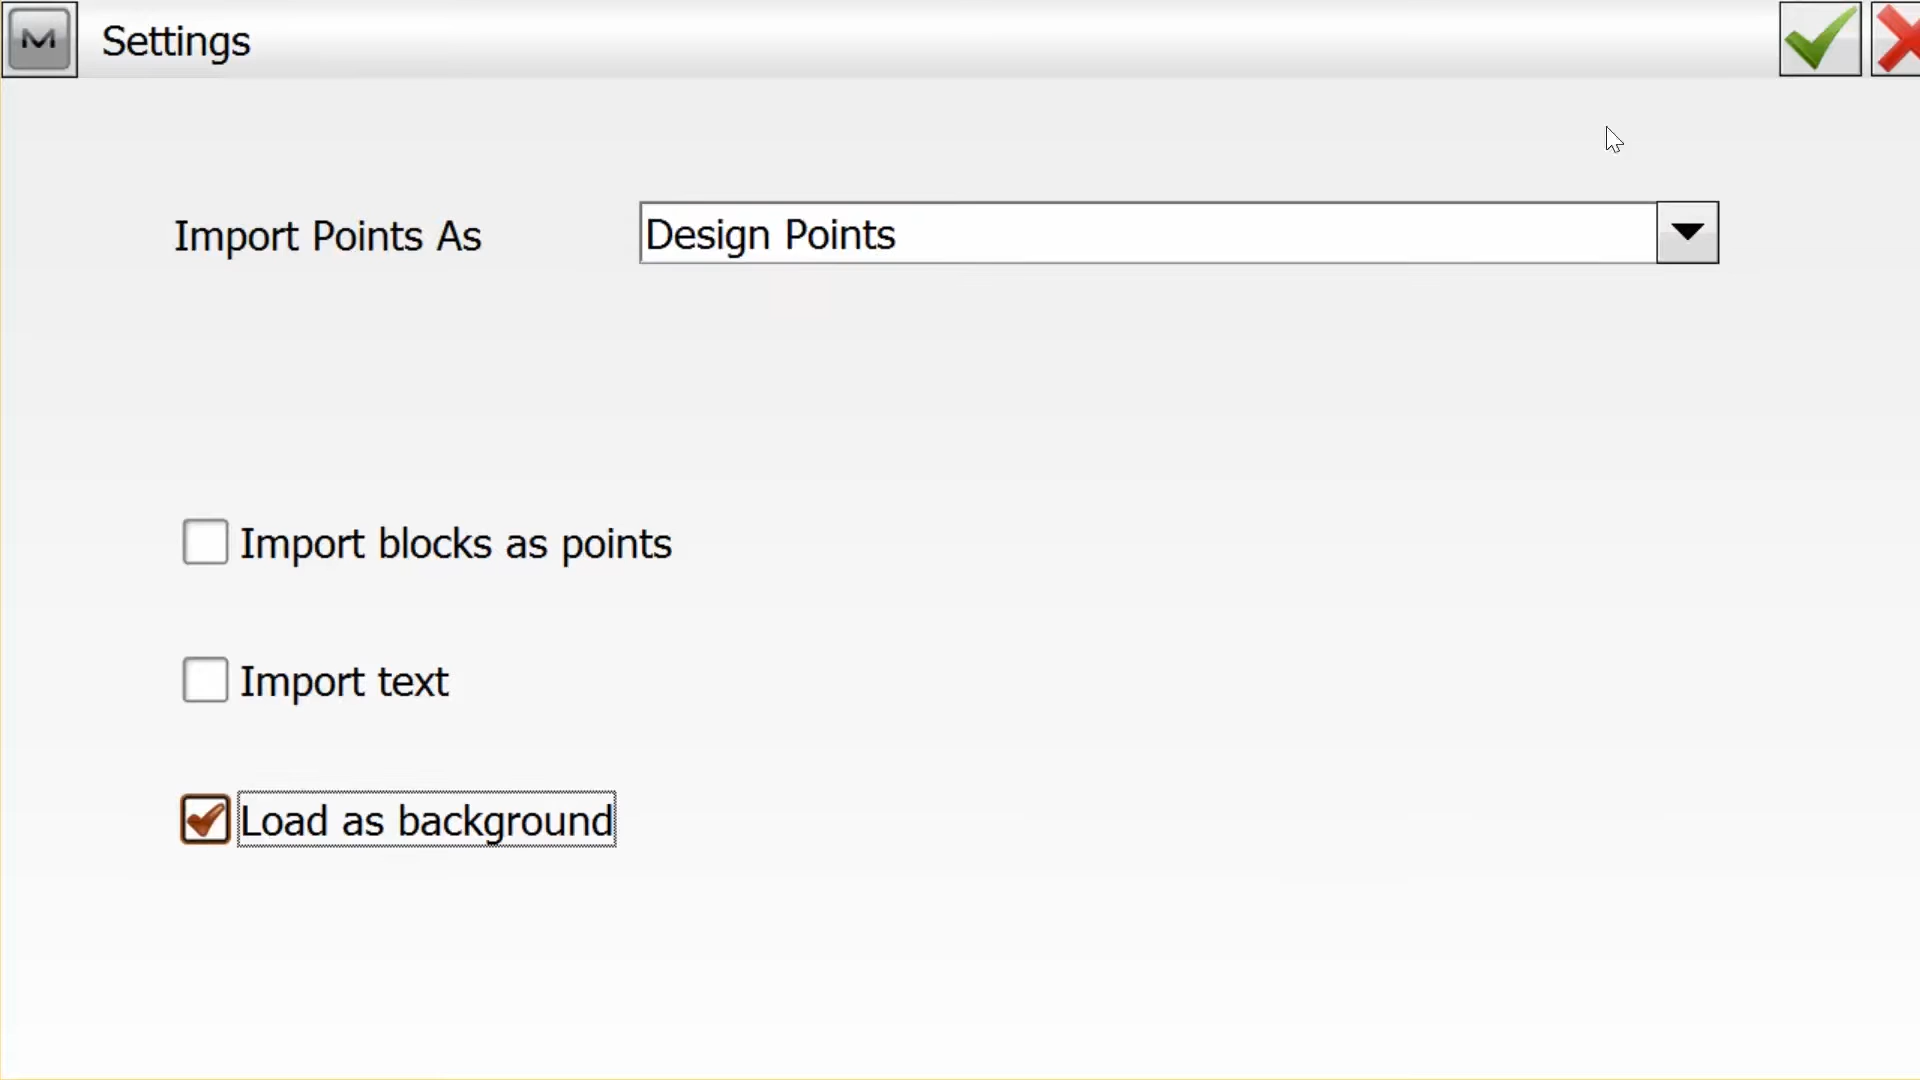 M
Settings
Import Points As
Design Points
Import blocks as points
Import text
Load as background